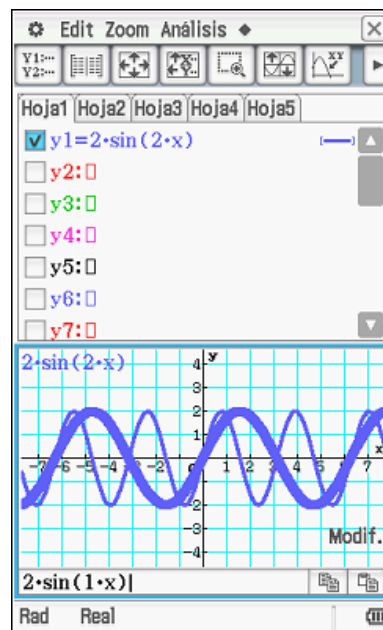 Edit Zoom Análisis ◆
Y1:··· Y2:···
Hoja1 Hoja2 Hoja3 Hoja4 Hoja5
y1=2·sin(2·x)
y2:▯
y3:▯
y4:▯
y5:▯
y6:▯
y7:▯
2·sin(2·x)
y
4
3
2
1
-7 -6 -5 -4 -3 -2 -1 o 1 2 3 4 5 6 7 x
-1
-2
-3
-4
Modif.
2·sin(1·x)
Rad Real